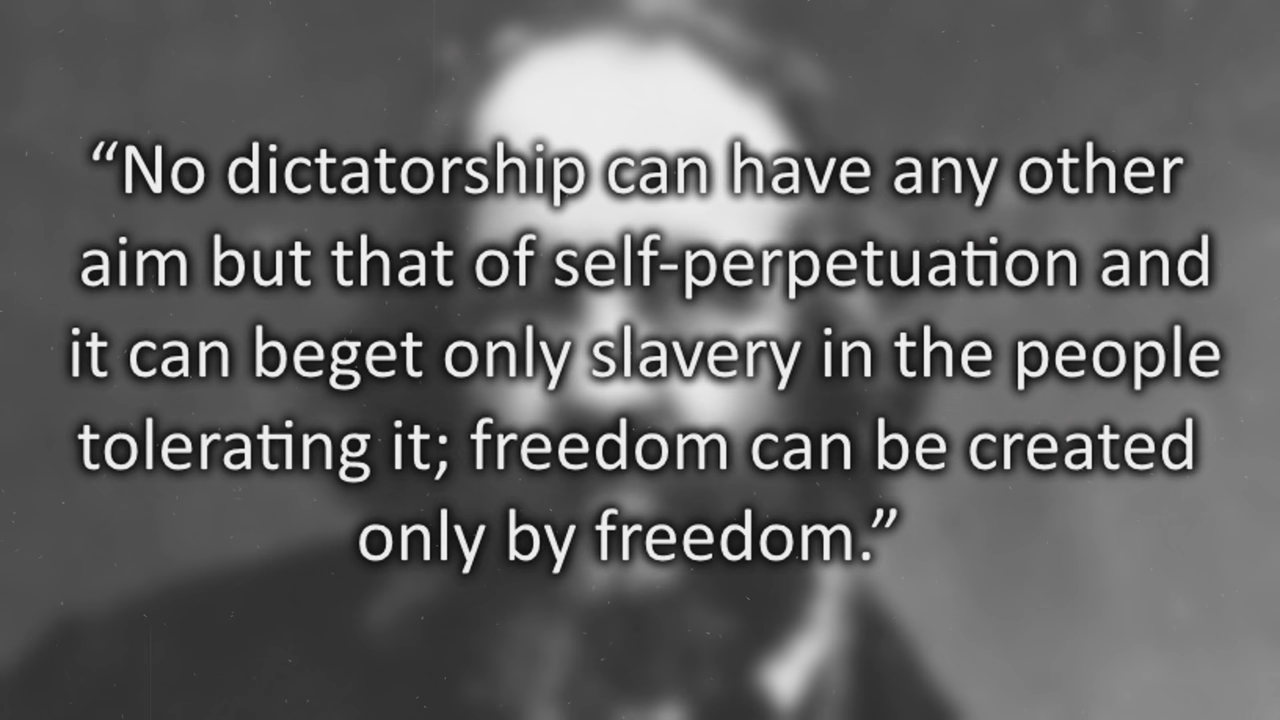 “No dictatorship can have any other
aim but that of self-perpetuation and
it can beget only slavery in the people
tolerating it; freedom can be created
only by freedom.”